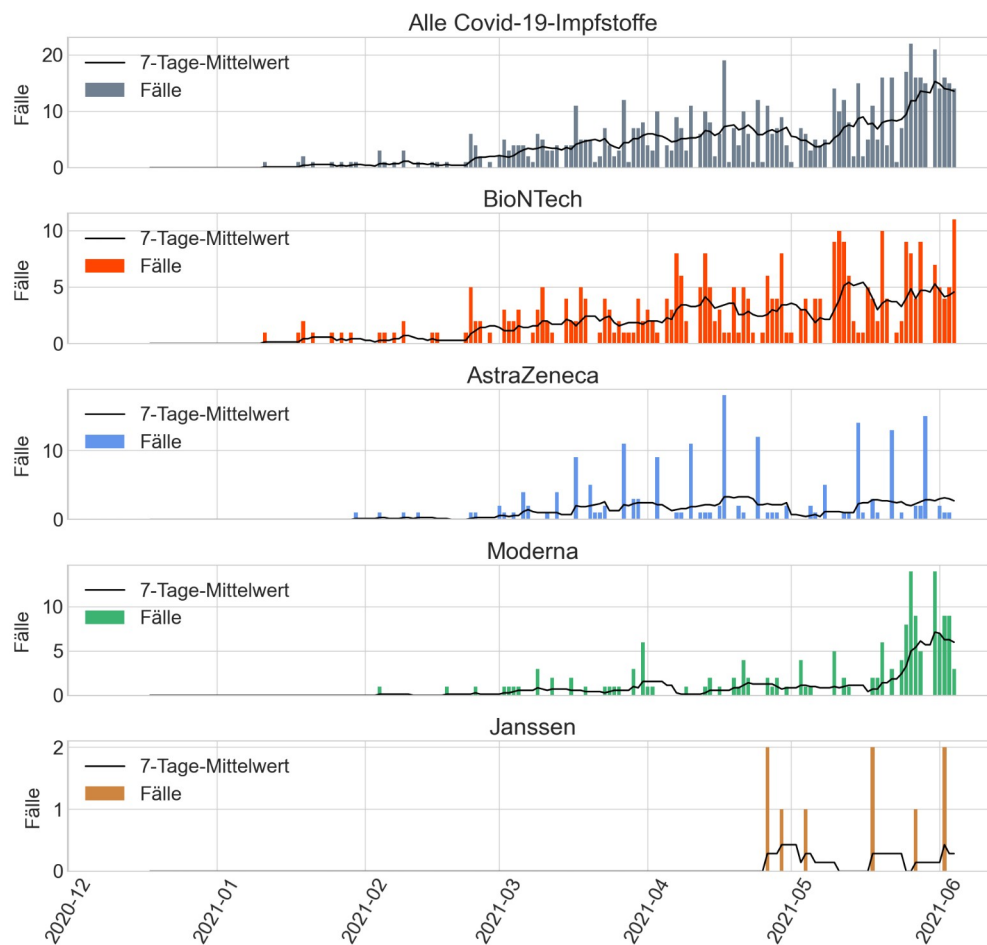 Alle Covid-19-Impfstoffe
20
10
0
Fälle
7-Tage-Mittelwert
Fälle
BioNTech
10
5
0
Fälle
7-Tage-Mittelwert
Fälle
AstraZeneca
10
0
Fälle
7-Tage-Mittelwert
Fälle
Moderna
10
5
0
Fälle
7-Tage-Mittelwert
Fälle
Janssen
2
1
0
Fälle
7-Tage-Mittelwert
Fälle
2020-12
2021-01
2021-02
2021-03
2021-04
2021-05
2021-06